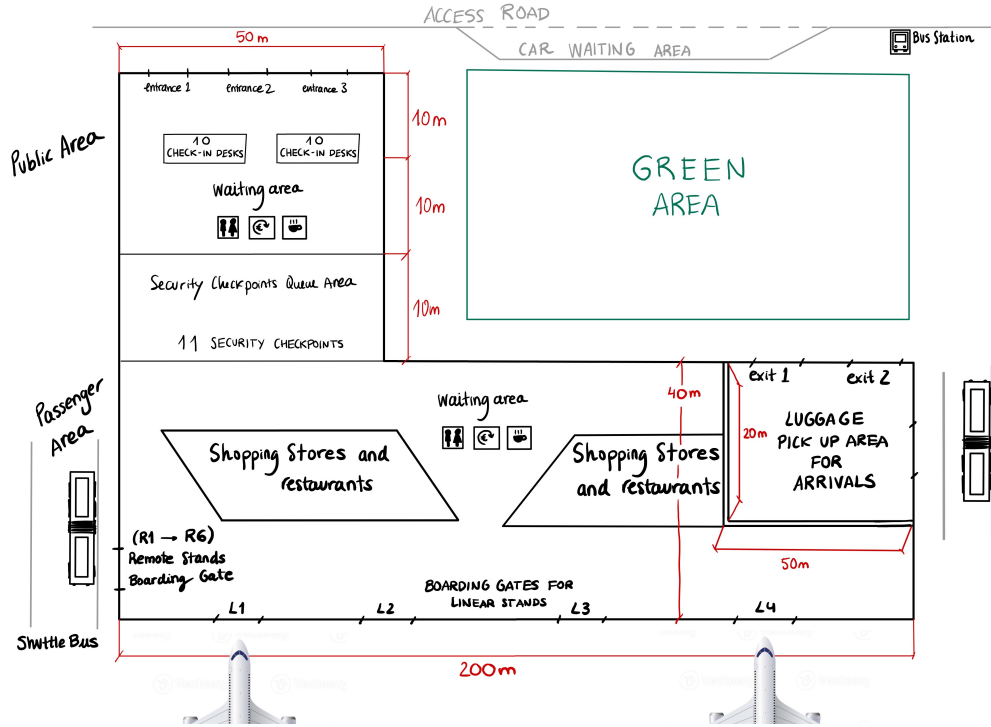 ACCESS ROAD
CAR WAITING AREA
Bus Station
50 m
entrance 1
entrance 2
entrance 3
10m
Public Area
10
CHECK-IN DESKS
10
CHECK-IN DESKS
GREEN
AREA
Waiting area
10m
Security Checkpoints Queue Area
10m
11 SECURITY CHECKPOINTS
Passenger
Area
exit 1
exit 2
Waiting area
40m
LUGGAGE
PICK UP AREA
FOR
ARRIVALS
20m
Shopping Stores and
restaurants
Shopping Stores
and restaurants
(R1 → R6)
Remote Stands
Boarding Gate
50m
BOARDING GATES FOR
LINEAR STANDS
L1
L2
L3
L4
Shuttle Bus
200m